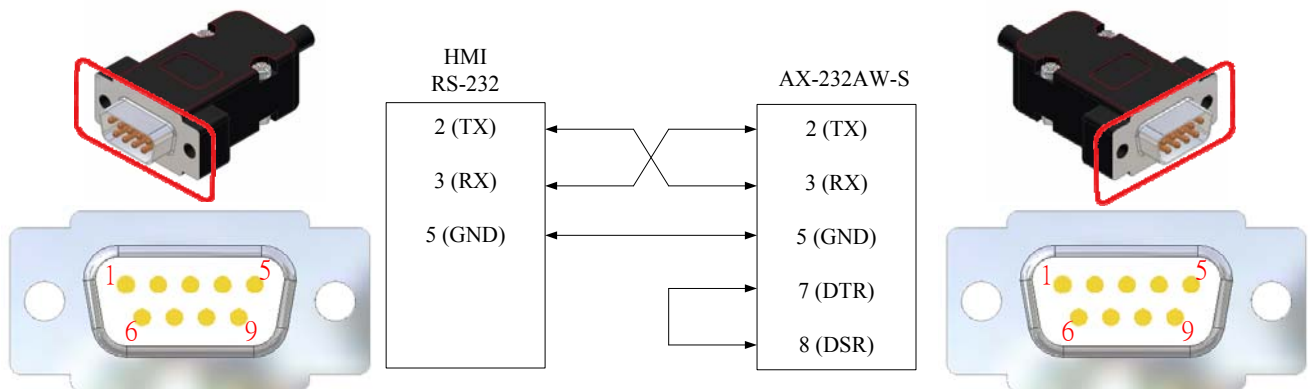 HMI
RS-232
AX-232AW-S
2 (TX)
3 (RX)
5 (GND)
2 (TX)
3 (RX)
5 (GND)
7 (DTR)
8 (DSR)
1 5
6 9
1 5
6 9